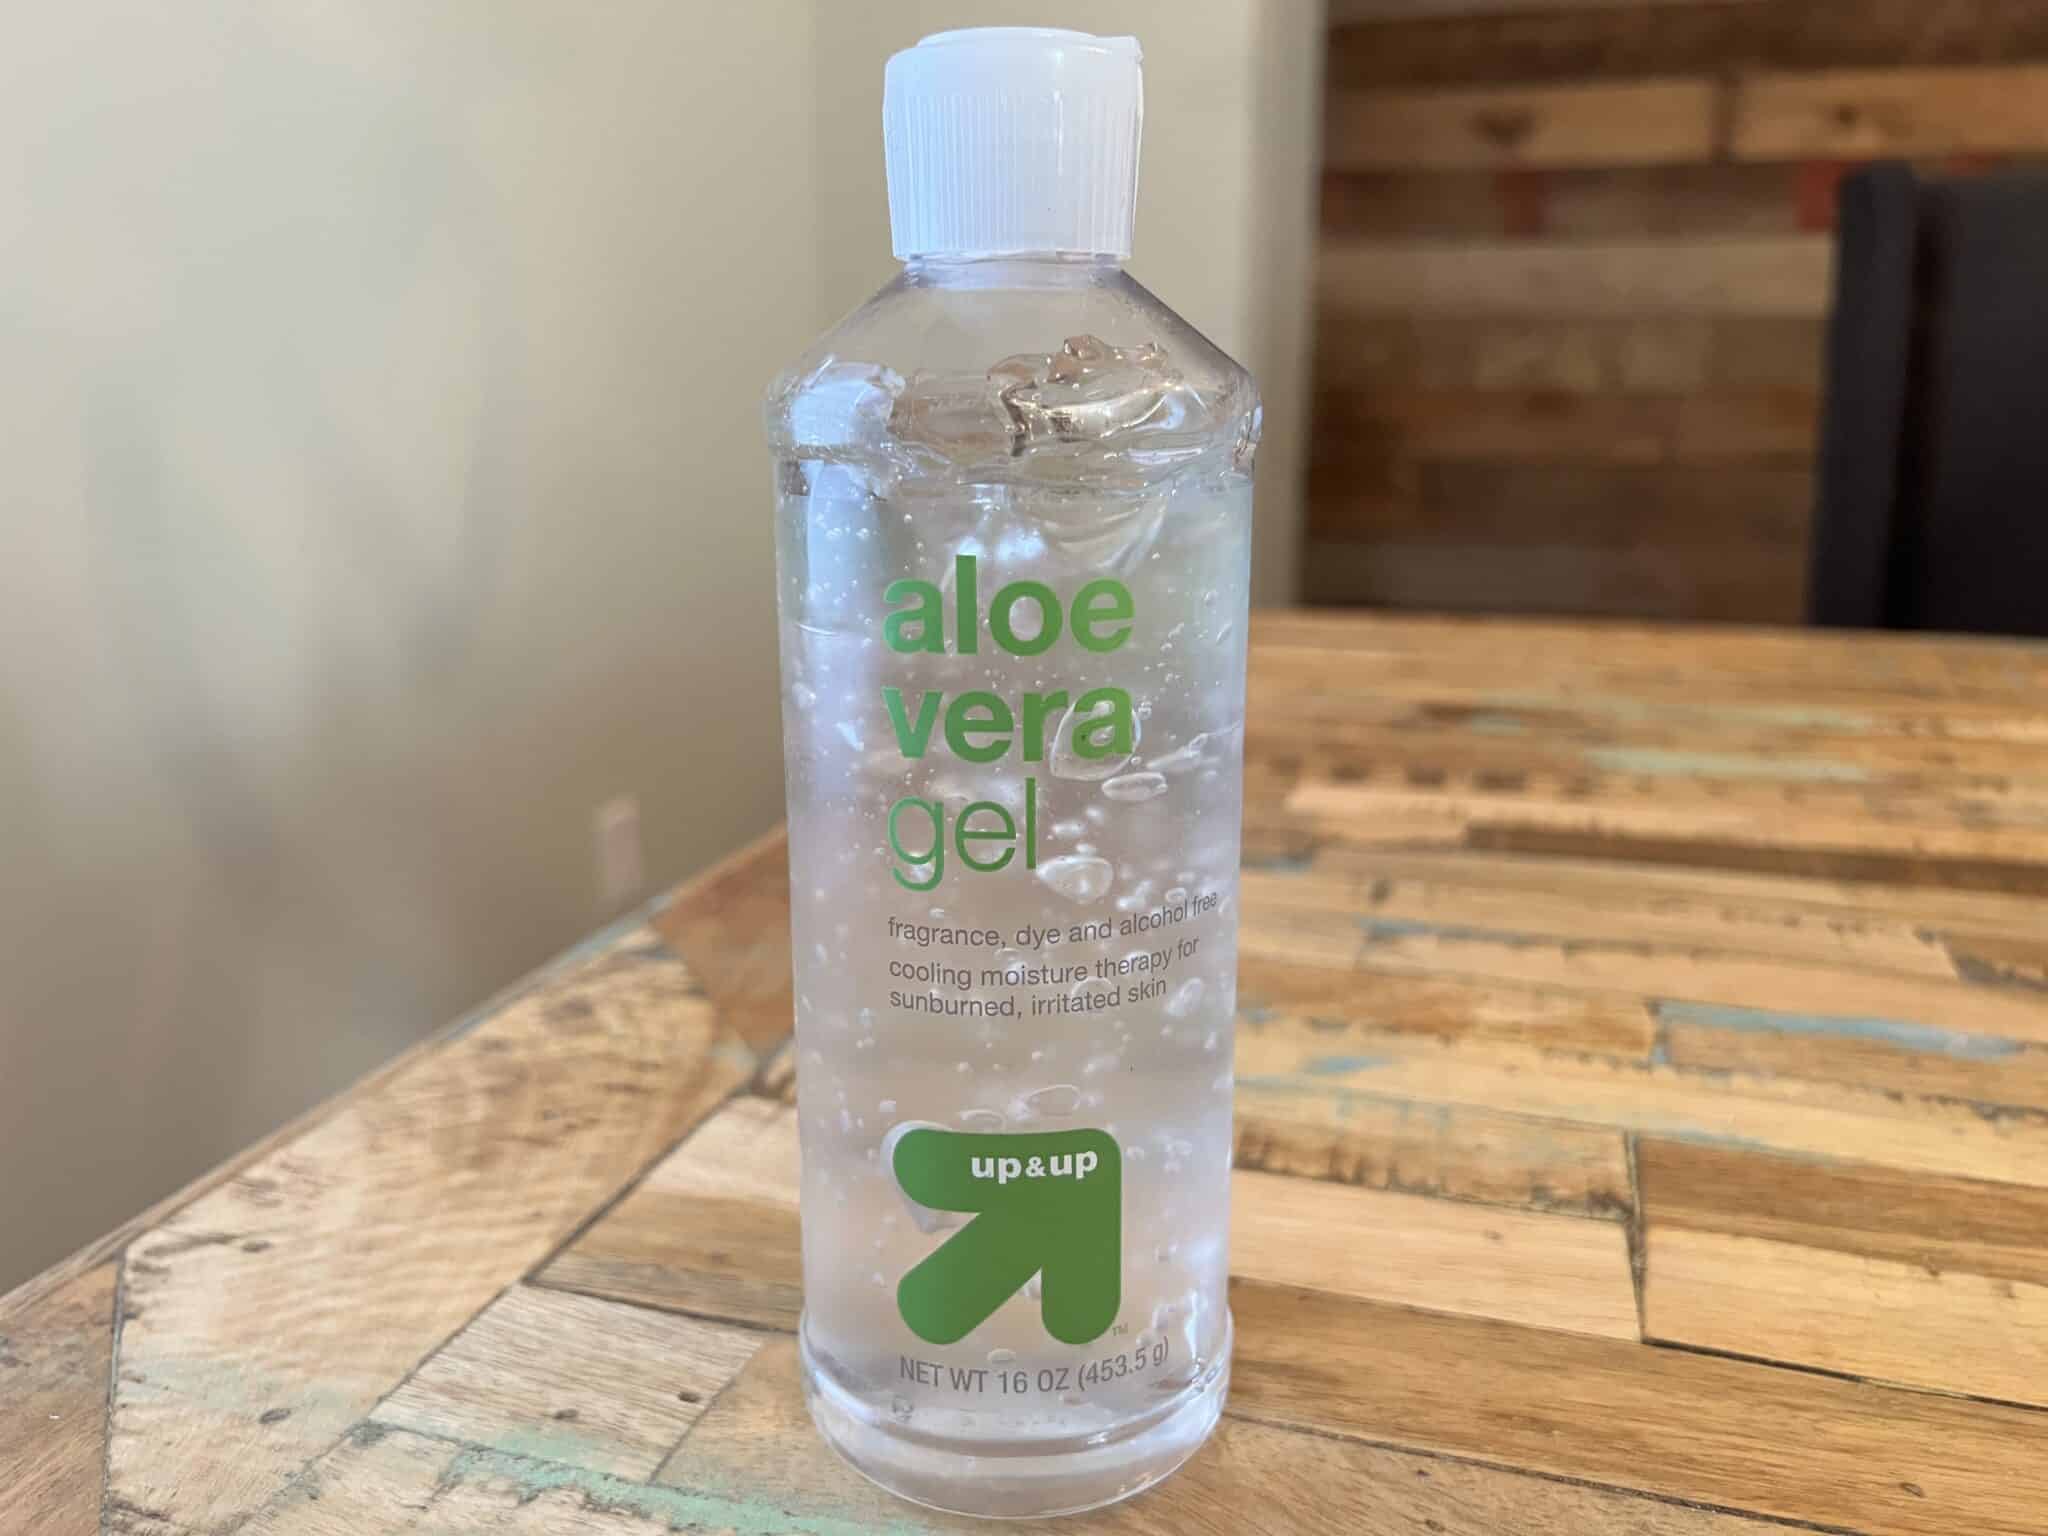 aloe
vera
gel
fragrance, dye and alcohol free
cooling moisture therapy for
sunburned, irritated skin
up&up
™
NET WT 16 OZ (453.5 g)